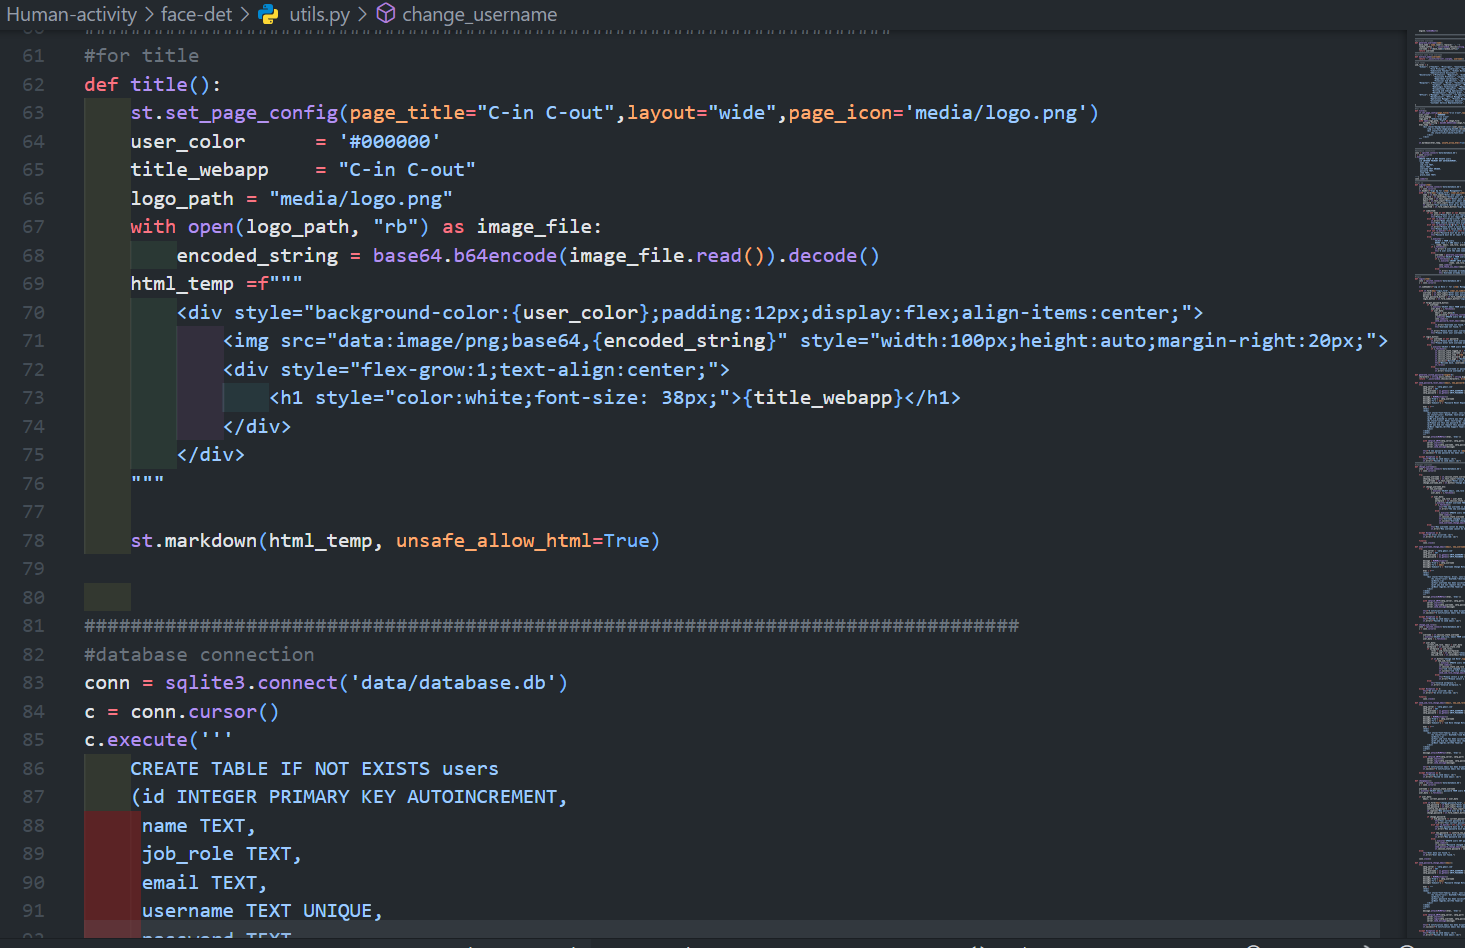 Human-activity > face-det > utils.py > change_username
61 #for title
62 def title():
63 st.set_page_config(page_title="C-in C-out",layout="wide",page_icon='media/logo.png')
64 user_color = '#000000'
65 title_webapp = "C-in C-out"
66 logo_path = "media/logo.png"
67 with open(logo_path, "rb") as image_file:
68 encoded_string = base64.b64encode(image_file.read()).decode()
69 html_temp =f"""
70 <div style="background-color:{user_color};padding:12px;display:flex;align-items:center;">
71 <img src="data:image/png;base64,{encoded_string}" style="width:100px;height:auto;margin-right:20px;">
72 <div style="flex-grow:1;text-align:center;">
73 <h1 style="color:white;font-size: 38px;">{title_webapp}</h1>
74 </div>
75 </div>
76 """
77
78 st.markdown(html_temp, unsafe_allow_html=True)
79
80
81 #################################################################################
82 #database connection
83 conn = sqlite3.connect('data/database.db')
84 c = conn.cursor()
85 c.execute('''
86 CREATE TABLE IF NOT EXISTS users
87 (id INTEGER PRIMARY KEY AUTOINCREMENT,
88 name TEXT,
89 job_role TEXT,
90 email TEXT,
91 username TEXT UNIQUE,